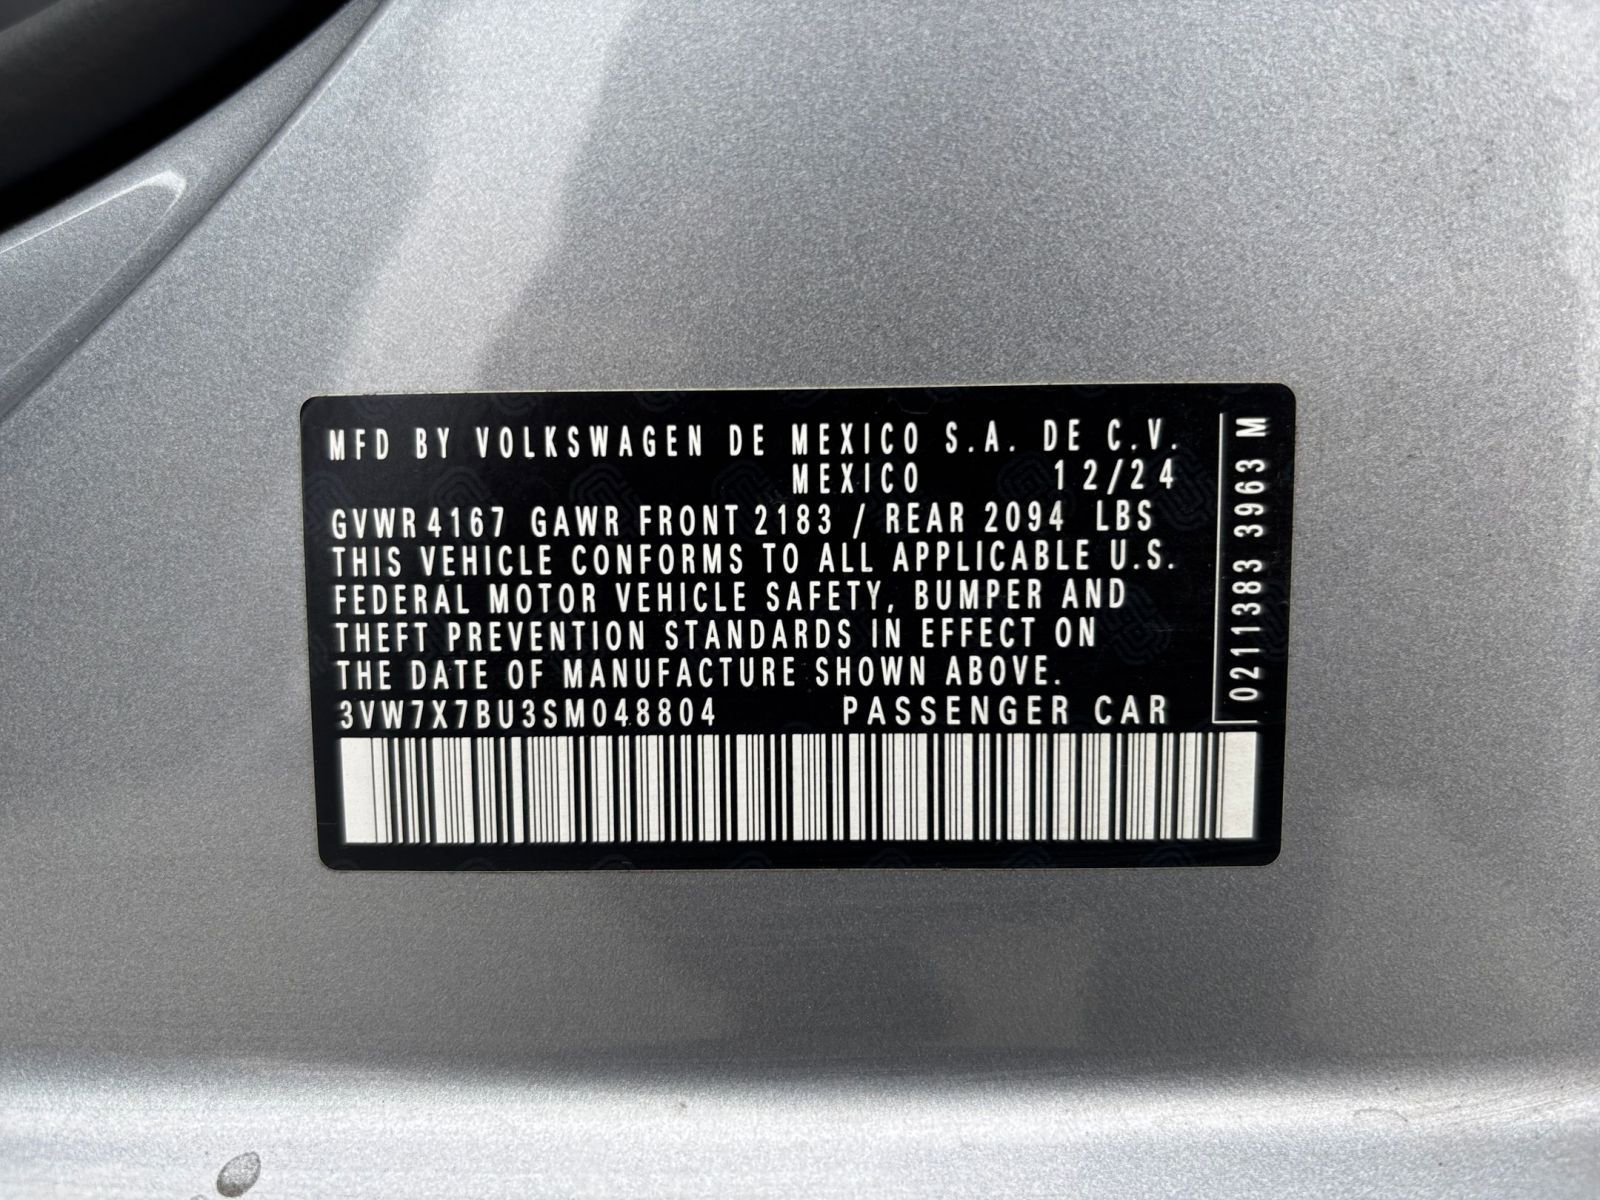 MFD BY VOLKSWAGEN DE MEXICO S.A. DE C.V.
MEXICO 12/24
GVWR 4167 GAWR FRONT 2183 / REAR 2094 LBS
THIS VEHICLE CONFORMS TO ALL APPLICABLE U.S.
FEDERAL MOTOR VEHICLE SAFETY, BUMPER AND
THEFT PREVENTION STANDARDS IN EFFECT ON
THE DATE OF MANUFACTURE SHOWN ABOVE.
3VW7X7BU3SM048804 PASSENGER CAR
0211383 3963 M